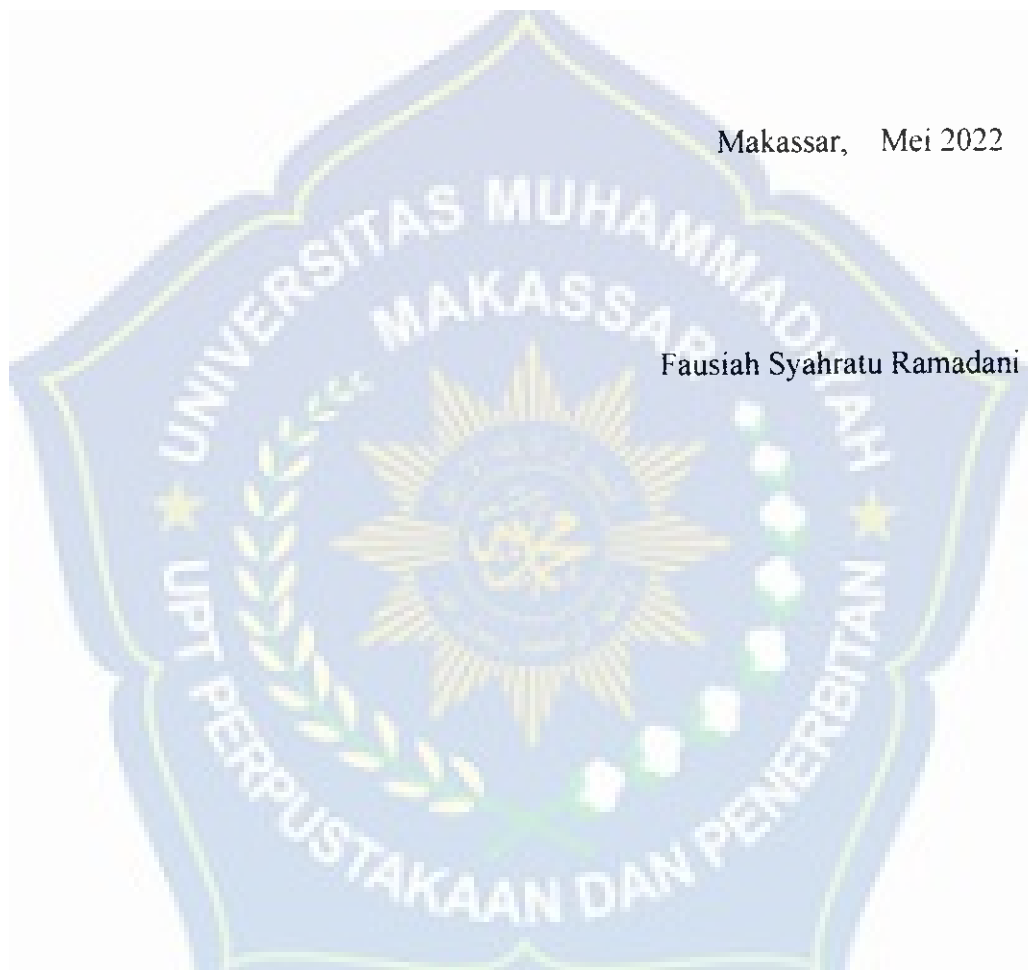 Makassar, Mei 2022
UNIVERSITAS MUHAMMADIYAH
MAKASSAR
Fausiah Syahratu Ramadani
UPT PERPUSTAKAAN DAN PENERBITAN